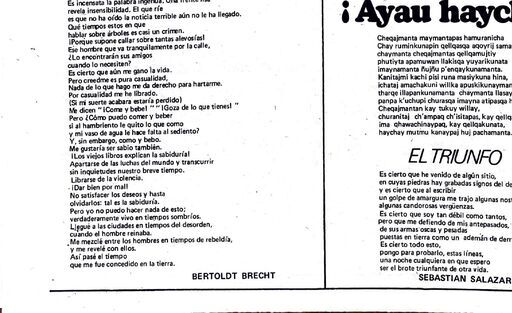 Es insensata la palabra ingenua. Una frente lisa
revela insensibilidad. El que ríe
es que no ha oído la noticia terrible aún no le ha llegado.
Qué tiempos estos en que
hablar sobre árboles es casi un crimen.
¡Porque supone callar sobre tantas alevosías!
Ese hombre que va tranquilamente por la calle,
¿Lo encontrarán sus amigos
cuando lo necesiten?
Es cierto que aún me gano la vida.
Pero creedme es pura casualidad,
Nada de lo que hago me da derecho para hartarme.
Por casualidad me he librado.
(Si mi suerte acabara estaría perdido)
Me dicen "¡Come y bebe! " "¡Goza de lo que tienes! "
Pero ¿Cómo puedo comer y beber
si al hambriento le quito lo que como
y mi vaso de agua le hace falta al sediento?
Y, sin embargo, como y bebo.
Me gustaría ser sabio también.
¡Los viejos libros explican la sabiduría!
Apartarse de las luchas del mundo y transcurrir
sin inquietudes nuestro breve tiempo.
Librarse de la violencia.
¡Dar bien por mal!
No satisfacer los deseos y hasta
olvidarlos: tal es la sabiduría.
Pero yo no puedo hacer nada de esto;
verdaderamente vivo en tiempos sombríos.
Llegué a las ciudades en tiempos del desorden,
cuando el hombre reinaba.
Me mezclé entre los hombres en tiempos de rebeldía,
y me revelé con ellos.
Así pasé el tiempo
que me fue concedido en la tierra.
BERTOLDT BRECHT
¡Ayau hayc
Cheqajmanta maymantapas hamuranicha
Chay ruminkunapin qellqasqa aqoyrij sama
chaymanta cheqajmantas qellqamujtiy
phutiyta apamuwan llakisqa yuyarikunata
imaynamanta ñujñu p'enqaykunamanta.
Kanitajmi kachi pisi runa masiykuna hina,
ichataj amachakuni willka apusikikunaymant
tharqe illapankunamanta chaymanta llasay
panpa k'uchupi churasqa imayna atispasqa h
Cheqajmantan kay tukuy willay,
churanitaj ch'ampaq ch'isitapas, kay qellq
ima qhawachinaypaq, kay qellqakunata,
haychay mutmu kanaypaj huj pachamanta.
EL TRIUNFO
Es cierto que he venido de algún sitio,
en cuyas piedras hay grabadas signos del de
y es cierto que al escribir
un golpe de amargura me trajo algunas nost
algunas candorosas vergüenzas.
Es cierto que soy tan débil como tantos,
pero que me defiendo de mis antepasados,
de sus armas oscas y pesadas
puestas en tierra como un ademán de derr
Es cierto todo esto,
pongo para probarlo, estas líneas,
una noche cualquiera en que espero
ser el brote triunfante de otra vida.
SEBASTIAN SALAZAR